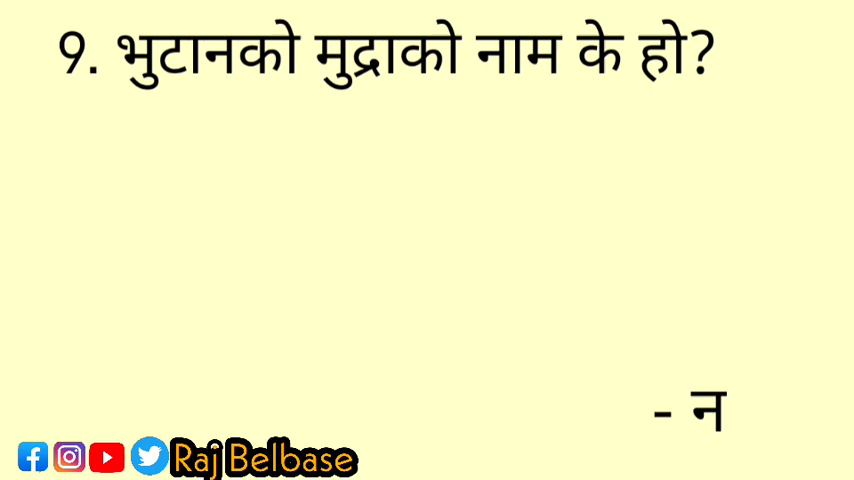 9. भुटानको मुद्राको नाम के हो?
- न
Raj Belbase